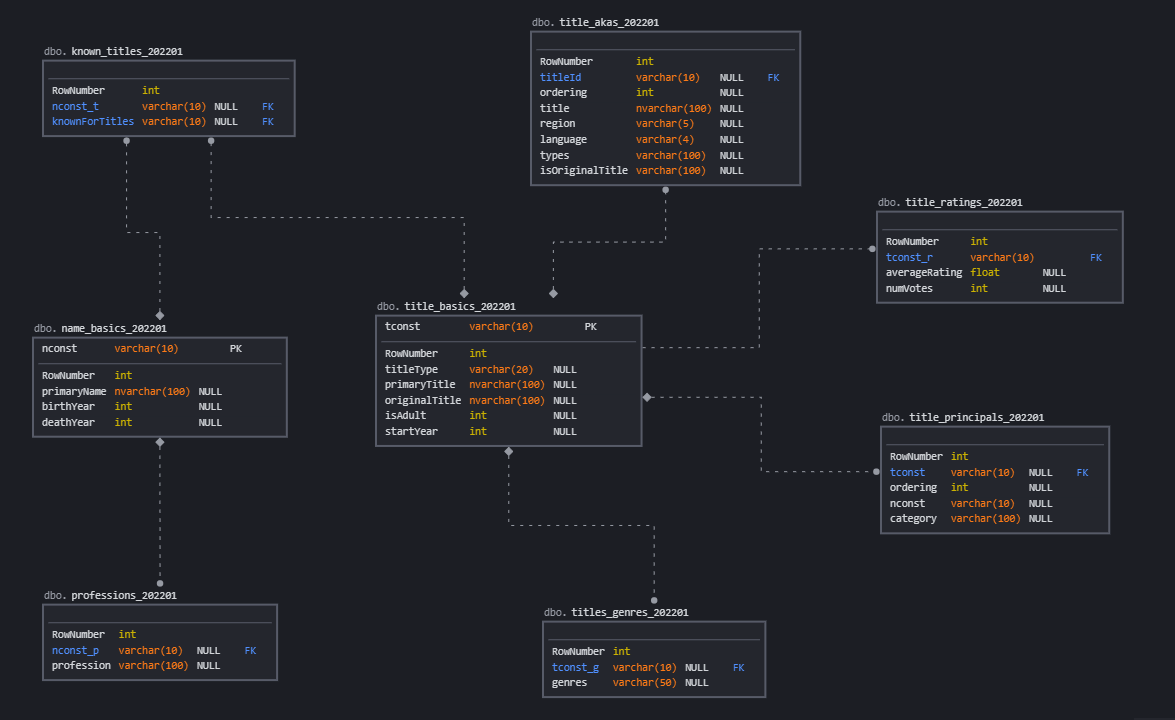 dbo. title_akas_202201
RowNumber int
titleId varchar(10) NULL FK
ordering int NULL
title nvarchar(100) NULL
region varchar(5) NULL
language varchar(4) NULL
types varchar(100) NULL
isOriginalTitle varchar(100) NULL
dbo. known_titles_202201
RowNumber int
nconst_t varchar(10) NULL FK
knownForTitles varchar(10) NULL FK
dbo. title_ratings_202201
RowNumber int
tconst_r varchar(10) FK
averageRating float NULL
numVotes int NULL
dbo. title_basics_202201
tconst varchar(10) PK
RowNumber int
titleType varchar(20) NULL
primaryTitle nvarchar(100) NULL
originalTitle nvarchar(100) NULL
isAdult int NULL
startYear int NULL
dbo. name_basics_202201
nconst varchar(10) PK
RowNumber int
primaryName nvarchar(100) NULL
birthYear int NULL
deathYear int NULL
dbo. title_principals_202201
RowNumber int
tconst varchar(10) NULL FK
ordering int NULL
nconst varchar(10) NULL
category varchar(100) NULL
dbo. professions_202201
RowNumber int
nconst_p varchar(10) NULL FK
profession varchar(100) NULL
dbo. titles_genres_202201
RowNumber int
tconst_g varchar(10) NULL FK
genres varchar(50) NULL